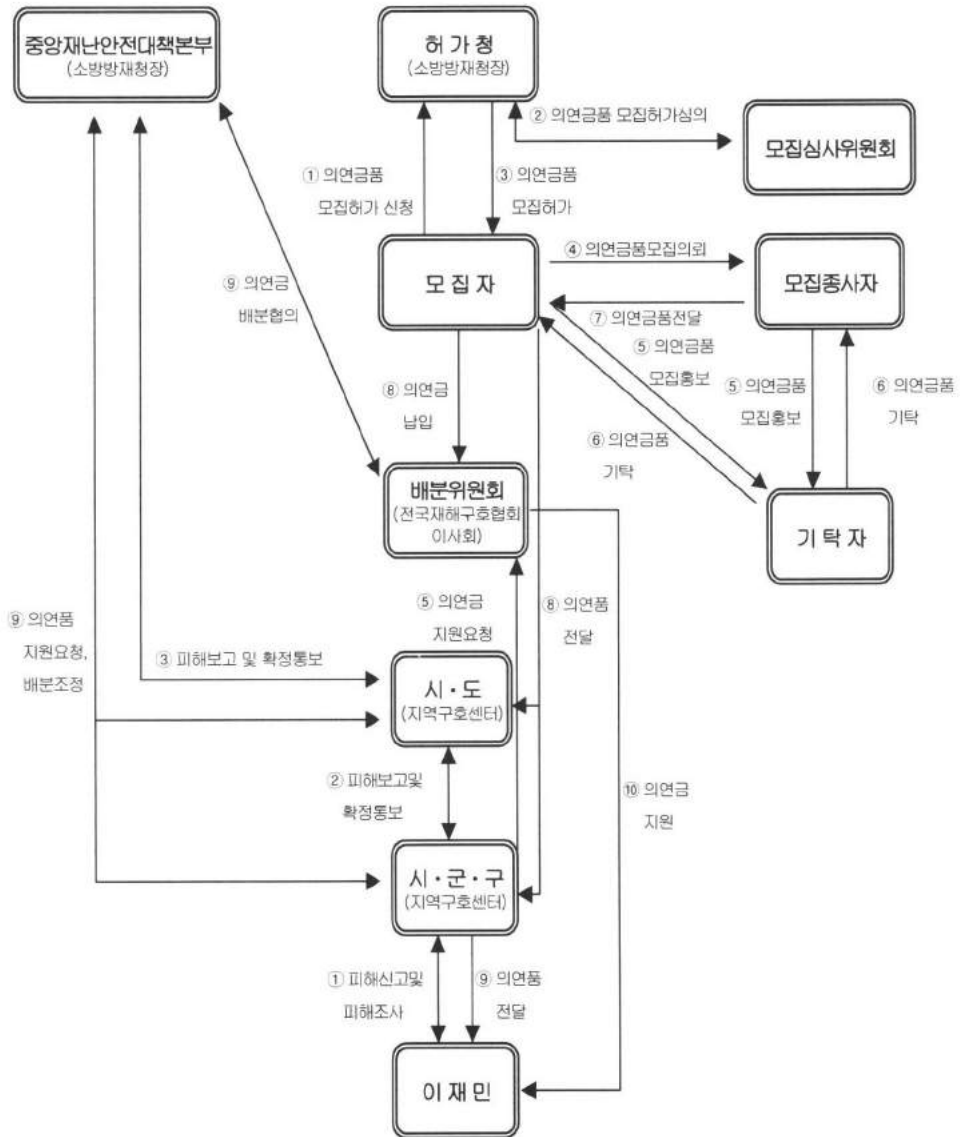 중앙재난안전대책본부
(소방방재청장)
허 가 청
(소방방재청장)
② 의연금품 모집허가심의
모집심사위원회
① 의연금품
모집허가 신청
③ 의연금품
모집허가
모 집 자
④ 의연금품모집의뢰
모집종사자
⑦ 의연금품전달
⑨ 의연금
배분협의
⑤ 의연금품
모집홍보
⑤ 의연금품
모집홍보
⑥ 의연금품
기탁
⑧ 의연금
납입
⑥ 의연금품
기탁
배분위원회
(전국재해구호협회
이사회)
기 탁 자
⑨ 의연품
지원요청,
배분조정
⑤ 의연금
지원요청
⑧ 의연품
전달
③ 피해보고 및 확정통보
시 · 도
(지역구호센터)
② 피해보고및
확정통보
⑩ 의연금
지원
시 · 군 · 구
(지역구호센터)
① 피해신고및
피해조사
⑨ 의연품
전달
이 재 민